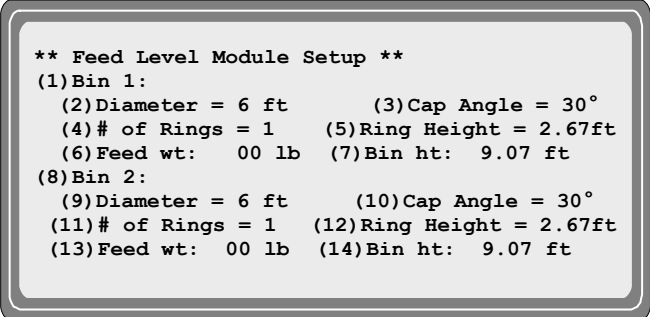 ** Feed Level Module Setup **
(1)Bin 1:
(2)Diameter = 6 ft (3)Cap Angle = 30°
(4)# of Rings = 1 (5)Ring Height = 2.67ft
(6)Feed wt: 00 lb (7)Bin ht: 9.07 ft
(8)Bin 2:
(9)Diameter = 6 ft (10)Cap Angle = 30°
(11)# of Rings = 1 (12)Ring Height = 2.67ft
(13)Feed wt: 00 lb (14)Bin ht: 9.07 ft